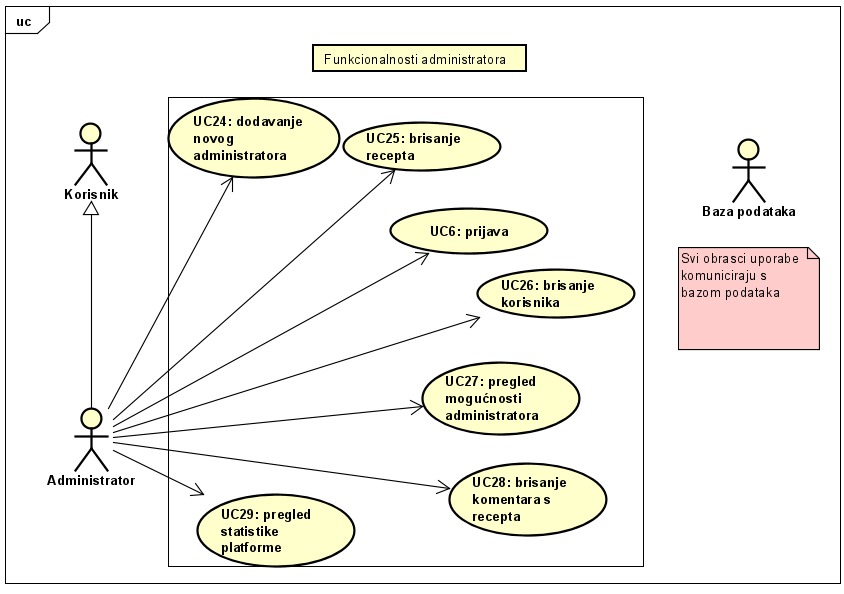 uc
Funkcionalnosti administratora
UC24: dodavanje
novog
administratora
UC25: brisanje
recepta
Korisnik
Baza podataka
UC6: prijava
Svi obrasci uporabe
komuniciraju s
bazom podataka
UC26: brisanje
korisnika
UC27: pregled
mogućnosti
administratora
Administrator
UC28: brisanje
komentara s
recepta
UC29: pregled
statistike
platforme